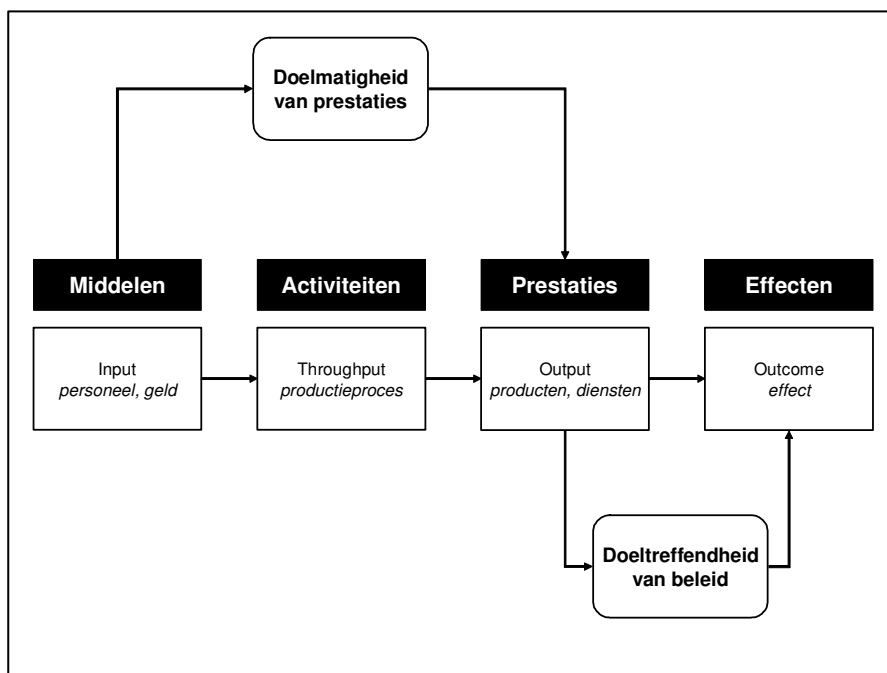 Doelmatigheid
van prestaties
Middelen
Activiteiten
Prestaties
Effecten
Input
personeel, geld
Throughput
productieproces
Output
producten, diensten
Outcome
effect
Doeltreffendheid
van beleid